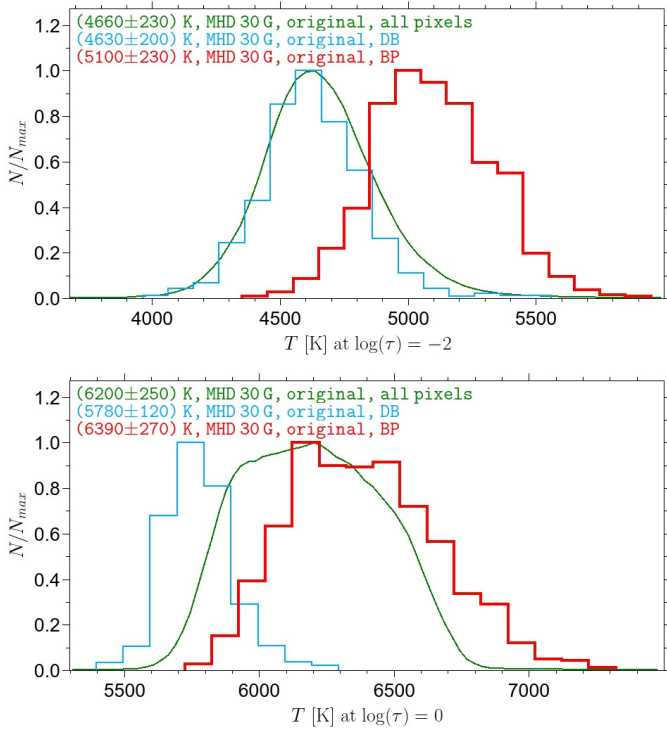 1.2
1.0
0.8
0.6
0.4
0.2
0.0
N/Nmax
(4660±230) K, MHD 30 G, original, all pixels
(4630±200) K, MHD 30 G, original, DB
(5100±230) K, MHD 30 G, original, BP
4000 4500 5000 5500
T [K] at log(τ) = −2
1.2
1.0
0.8
0.6
0.4
0.2
0.0
N/Nmax
(6200±250) K, MHD 30 G, original, all pixels
(5780±120) K, MHD 30 G, original, DB
(6390±270) K, MHD 30 G, original, BP
5500 6000 6500 7000
T [K] at log(τ) = 0